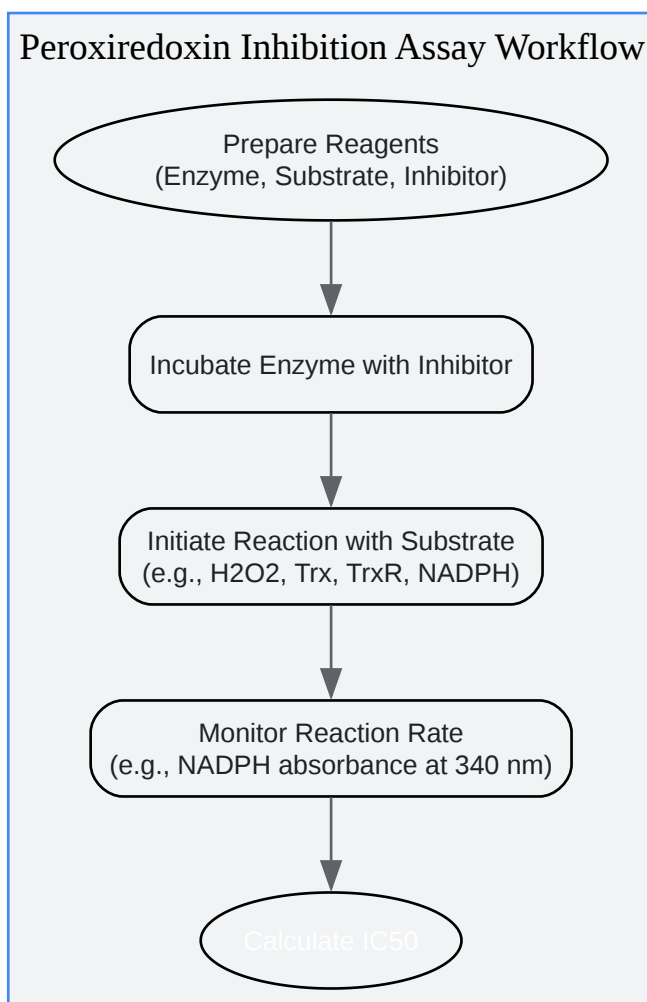 Peroxiredoxin Inhibition Assay Workflow
Prepare Reagents
(Enzyme, Substrate, Inhibitor)
Incubate Enzyme with Inhibitor
Initiate Reaction with Substrate
(e.g., H2O2, Trx, TrxR, NADPH)
Monitor Reaction Rate
(e.g., NADPH absorbance at 340 nm)
Calculate IC50